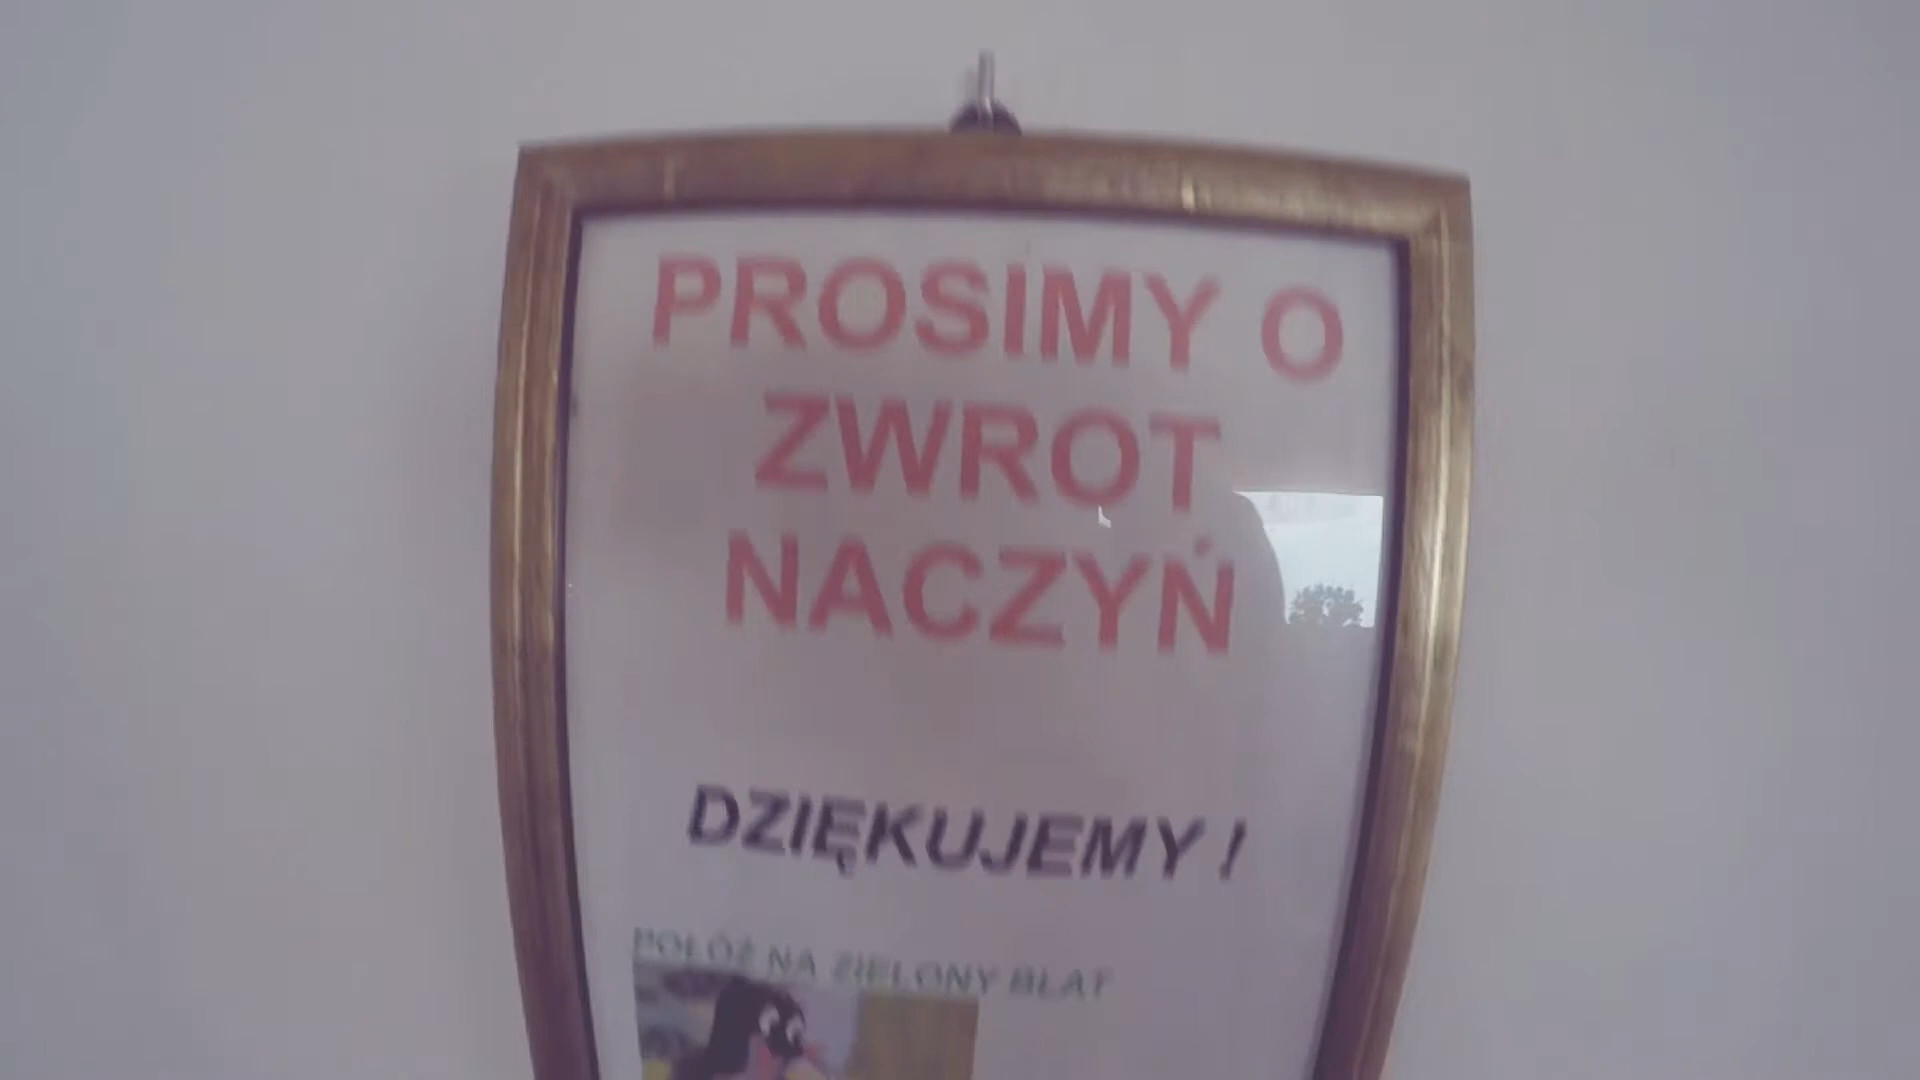 PROSIMY O
ZWROT
NACZYŃ
DZIĘKUJEMY !
POŁÓŻ NA ZIELONY BLAT